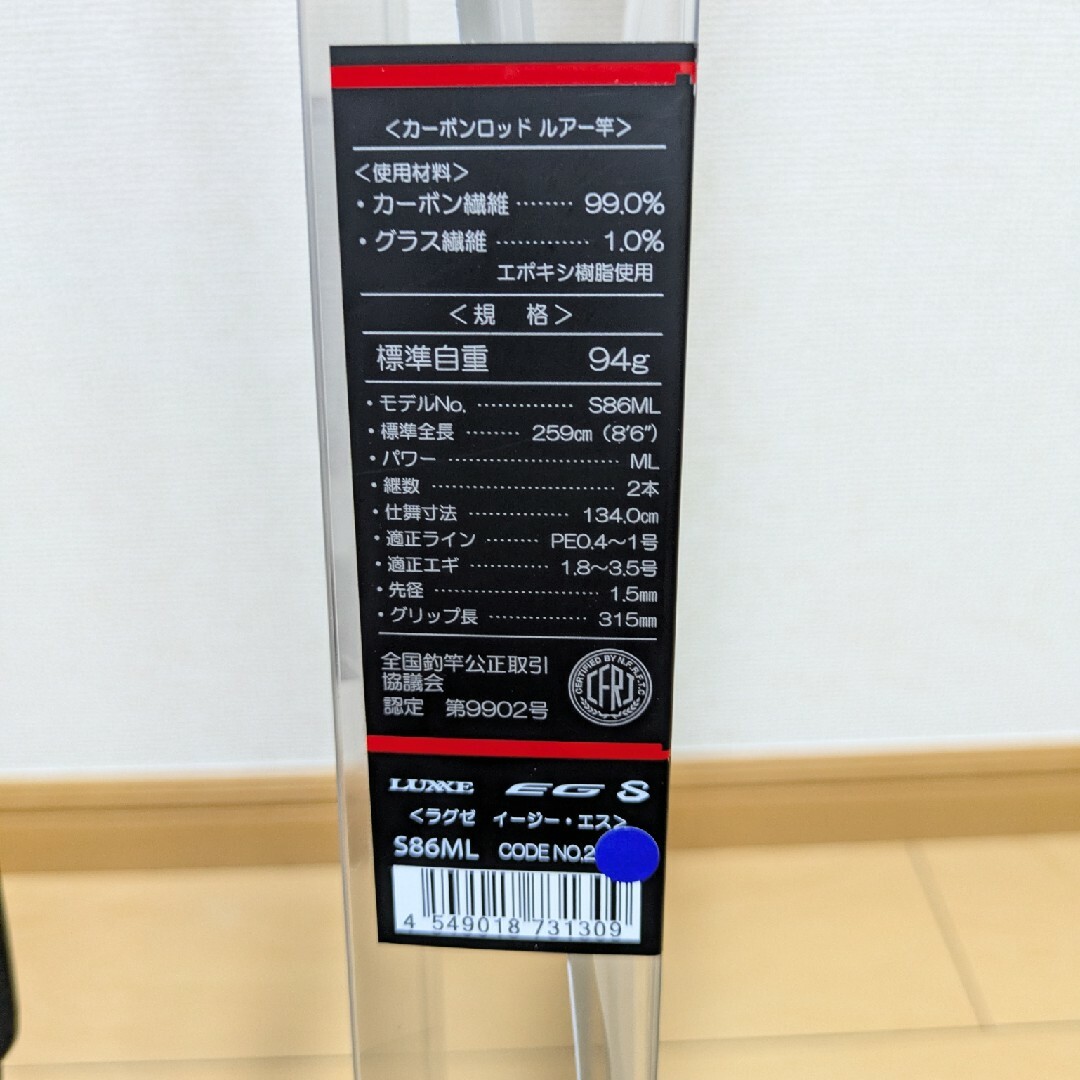 <カーボンロッド ルアー竿>
<使用材料>
・カーボン繊維 ········ 99.0%
・グラス繊維 ············· 1.0%
エポキシ樹脂使用
<規 格>
標準自重 94g
・モデルNo. ·············· S86ML
・標準全長 ········ 259㎝ (8'6")
・パワー ························· ML
・継数 ··························· 2本
・仕舞寸法 ·············· 134.0㎝
・適正ライン ········ PE0.4〜1号
・適正エギ ············ 1.8〜3.5号
・先径 ························ 1.5㎜
・グリップ長 ··············· 315㎜
全国釣竿公正取引
協議会
認定 第9902号
CERTIFIED BY N.F.R.F.T.C
CFRJ
LUXXE EG S
<ラグゼ イージー・エス>
S86ML CODE NO.2
4 549018 731309